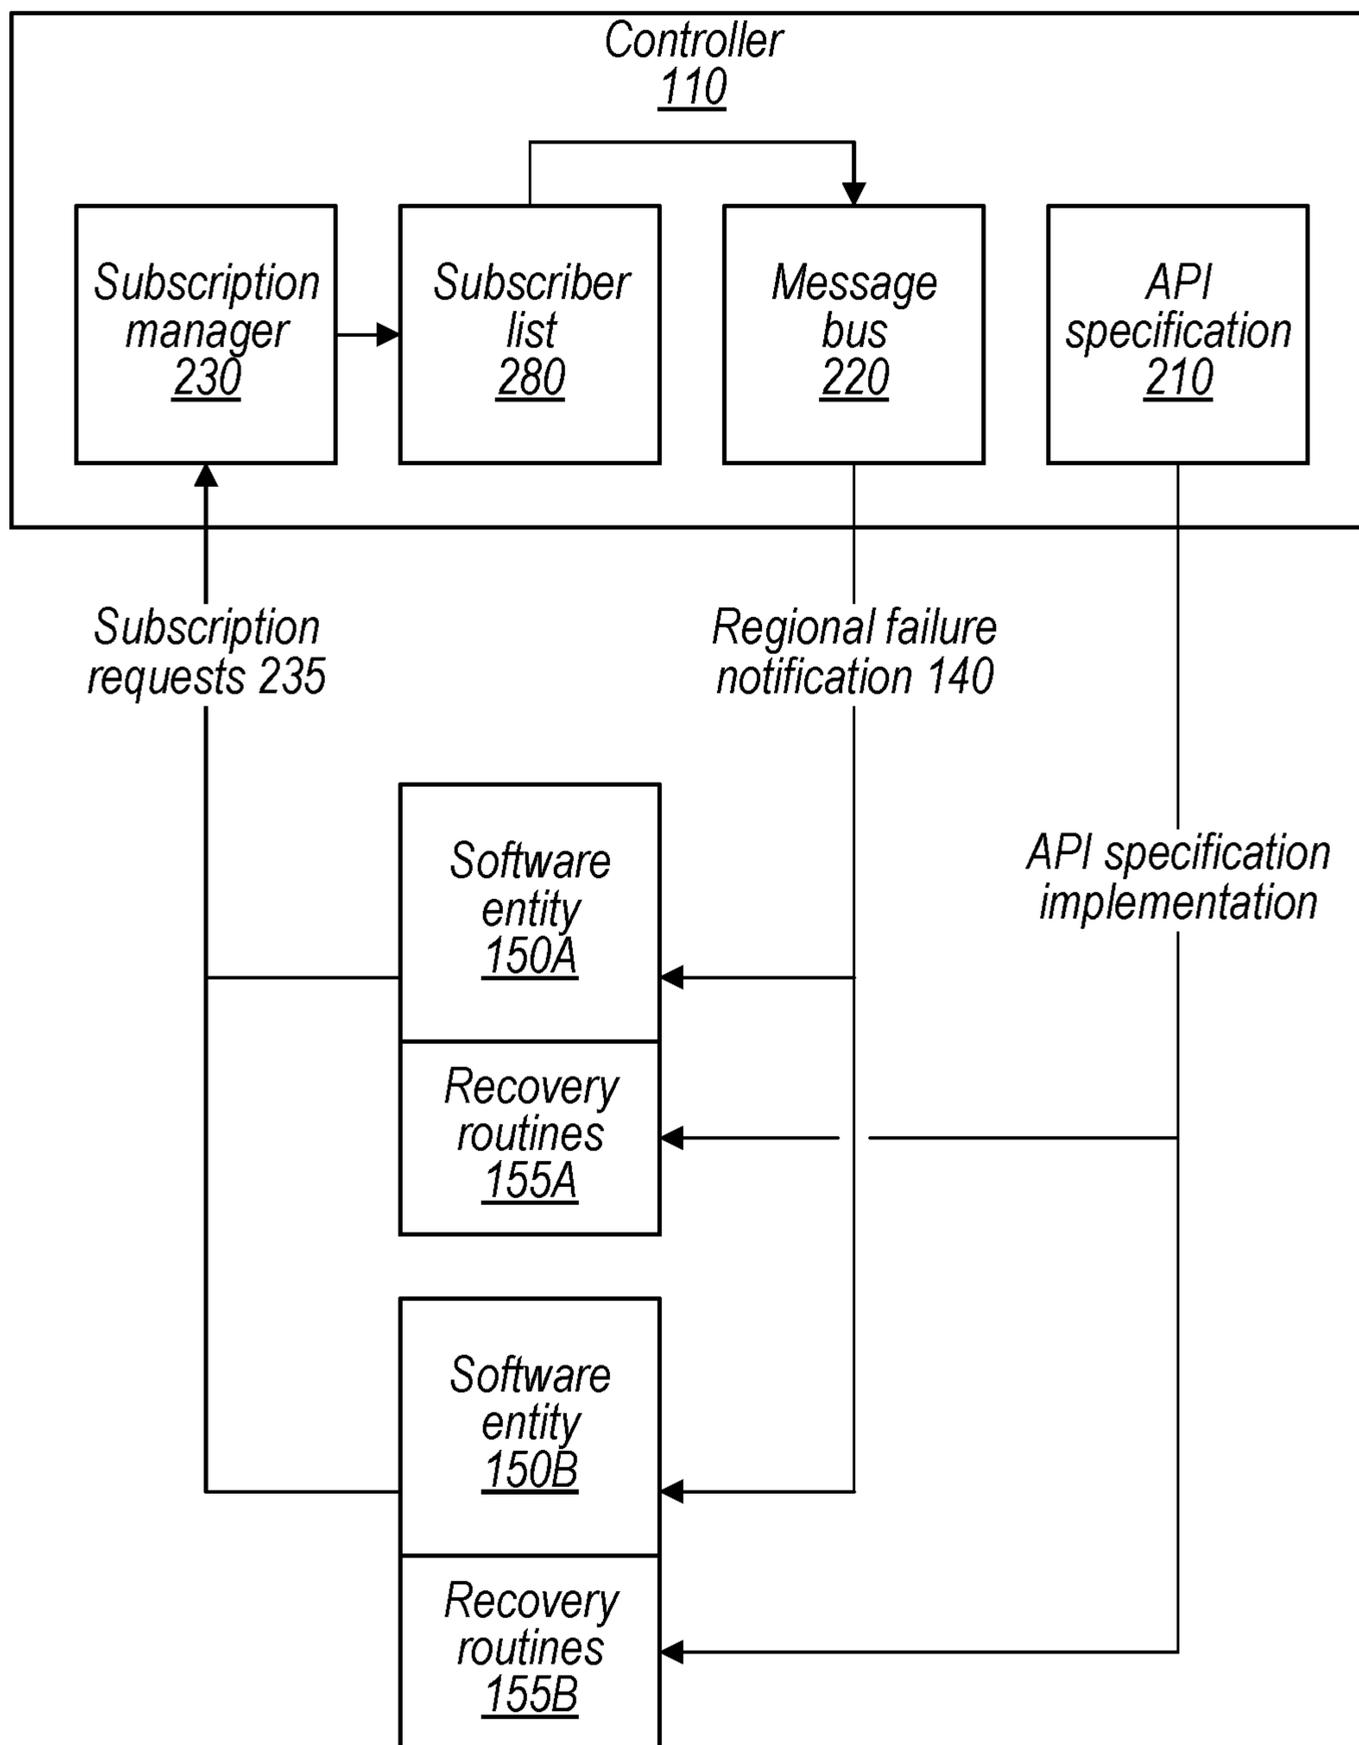 Controller
110
Subscription
manager
230
Subscriber
list
280
Message
bus
220
API
specification
210
Subscription
requests 235
Regional failure
notification 140
Software
entity
150A
API specification
implementation
Recovery
routines
155A
Software
entity
150B
Recovery
routines
155B